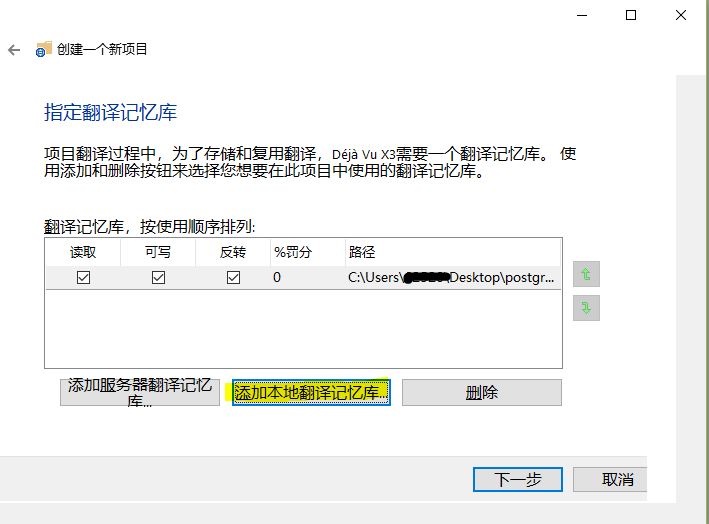 创建一个新项目
指定翻译记忆库
项目翻译过程中，为了存储和复用翻译，Déjà Vu X3需要一个翻译记忆库。 使
用添加和删除按钮来选择您想要在此项目中使用的翻译记忆库。
翻译记忆库，按使用顺序排列:
读取 可写 反转 %罚分 路径
0 C:\Users\ \Desktop\postgr...
添加服务器翻译记忆
库...
添加本地翻译记忆库... 删除
下一步 取消